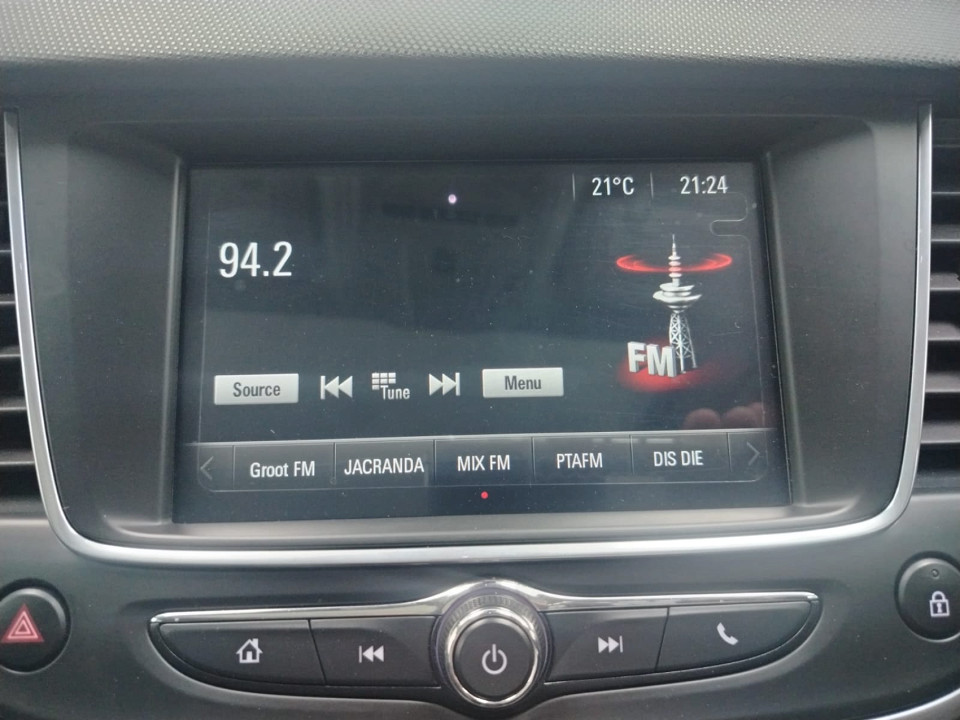 21°C 21:24
94.2
FM
Source Tune Menu
Groot FM JACRANDA MIX FM PTAFM DIS DIE